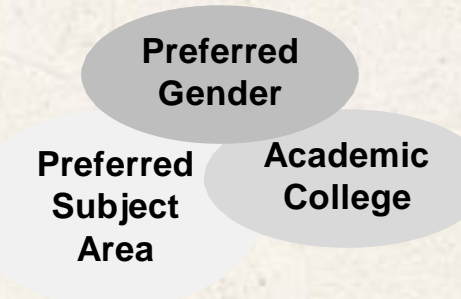 Preferred
Gender
Preferred
Subject
Area
Academic
College